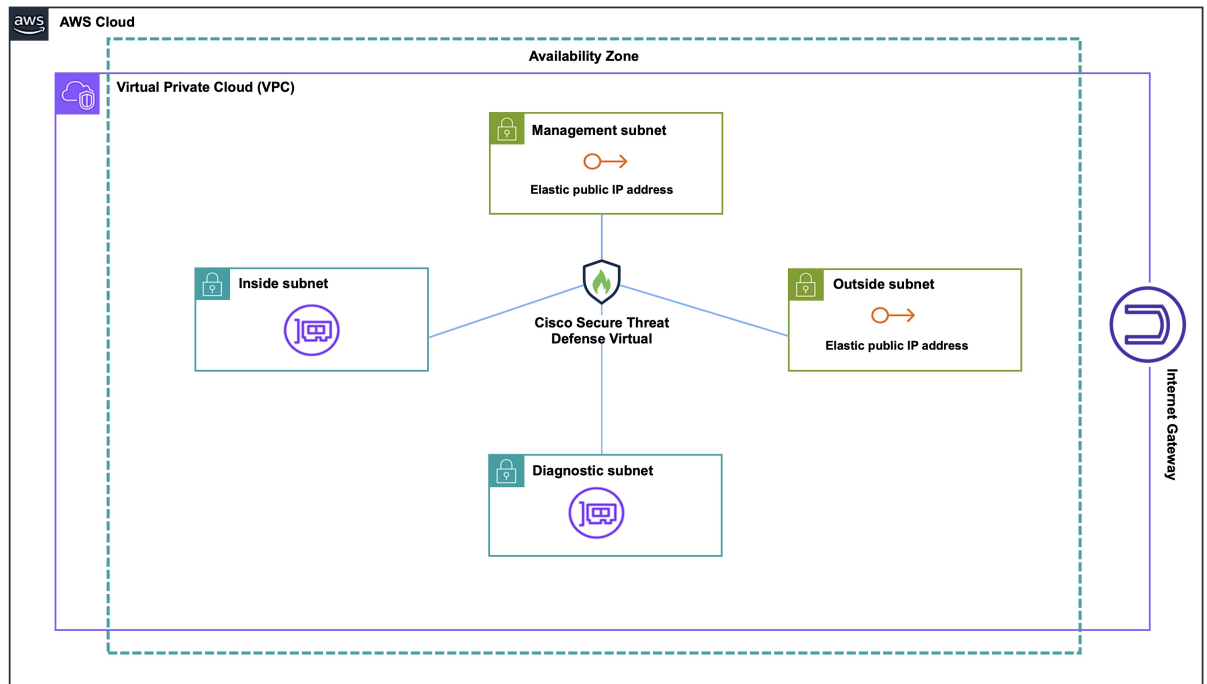 aws
AWS Cloud
Availability Zone
Virtual Private Cloud (VPC)
Management subnet
Elastic public IP address
Inside subnet
Cisco Secure Threat
Defense Virtual
Outside subnet
Elastic public IP address
Internet Gateway
Diagnostic subnet